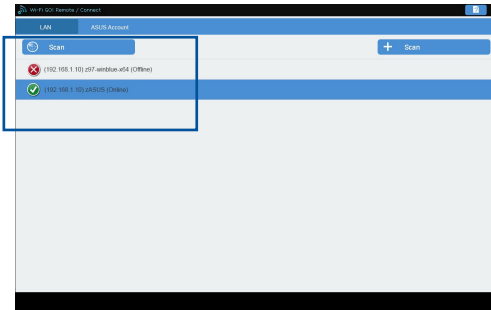 Wi-Fi GO! Remote / Connect
LAN ASUS Account
Scan Scan
(192.168.1.10) z97-winblue-x64 (Offline)
(192.168.1.19) zASUS (Online)